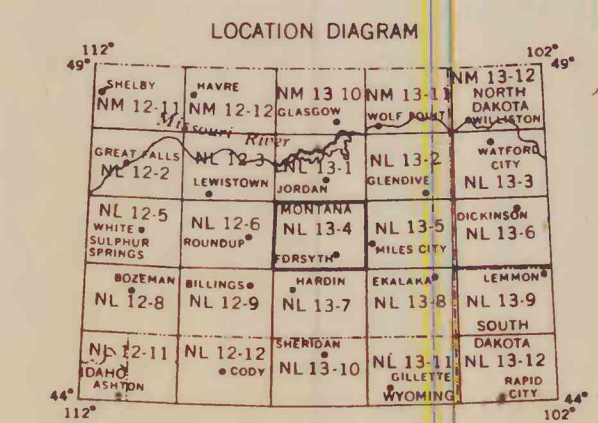 LOCATION DIAGRAM
112° 102°
49° 49°
SHELBY HAVRE NM 13 10 NM 13-11 NM 13-12
NM 12-11 NM 12-12 GLASGOW WOLF POINT NORTH
DAKOTA
WILLISTON
Missouri River
GREAT FALLS NL 12-3 NL 13-1 NL 13-2 WATFORD
NL 12-2 LEWISTOWN JORDAN GLENDIVE CITY
NL 13-3
NL 12-5 NL 12-6 MONTANA NL 13-5 DICKINSON
WHITE ROUNDUP NL 13-4 MILES CITY NL 13-6
SULPHUR
SPRINGS FORSYTH
BOZEMAN BILLINGS HARDIN EKALAKA LEMMON
NL 12-8 NL 12-9 NL 13-7 NL 13-8 NL 13-9
SOUTH
NL 12-11 NL 12-12 SHERIDAN NL 13-11 DAKOTA
IDAHO CODY NL 13-10 GILLETTE NL 13-12
ASHTON WYOMING RAPID
CITY
44° 44°
112° 102°